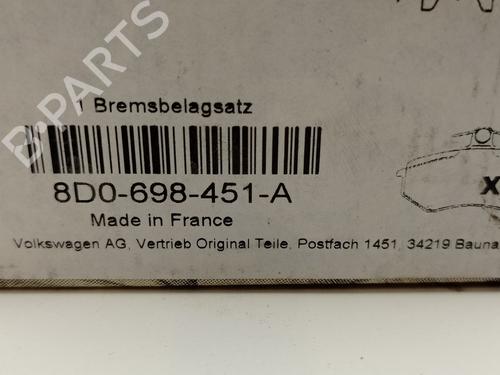 1 Bremsbelagsatz
8D0-698-451-A
Made in France
Volkswagen AG, Vertrieb Original Teile, Postfach 1451, 34219 Bauna
X
B-PARTS